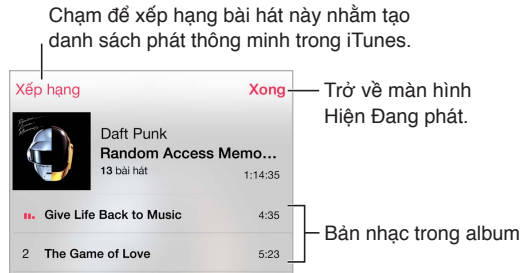 Chạm để xếp hạng bài hát này nhằm tạo
danh sách phát thông minh trong iTunes.
Xếp hạng
Xong
Trở về màn hình
Hiện Đang phát.
Daft Punk
Random Access Memo...
13 bài hát
1:14:35
Give Life Back to Music
4:35
Bản nhạc trong album
2 The Game of Love
5:23